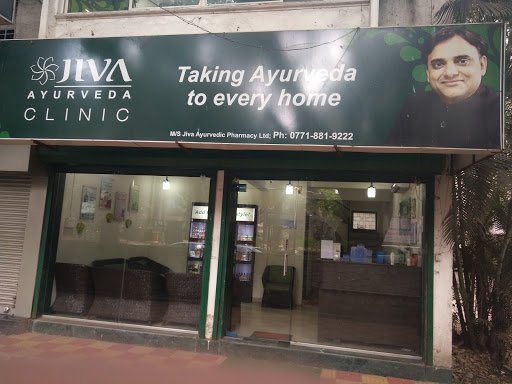 JIVA
AYURVEDA
CLINIC
Taking Ayurveda
to every home
M/S Jiva Ayurvedic Pharmacy Ltd; Ph: 0771-881-9222